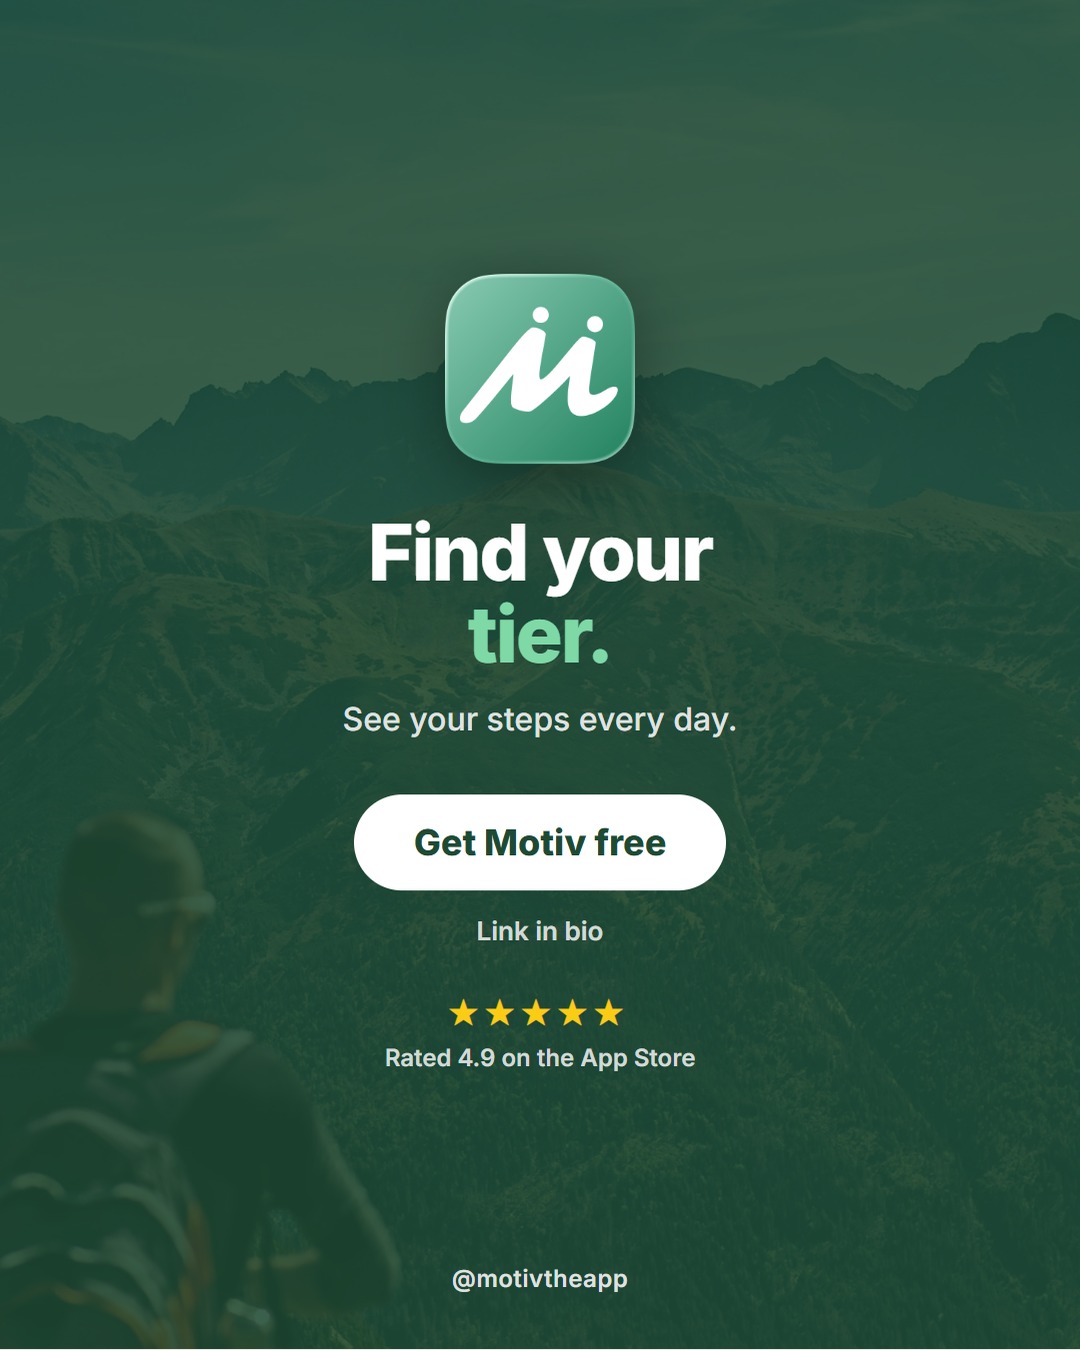 Find your
tier.
See your steps every day.
Get Motiv free
Link in bio
★★★★★
Rated 4.9 on the App Store
@motivtheapp